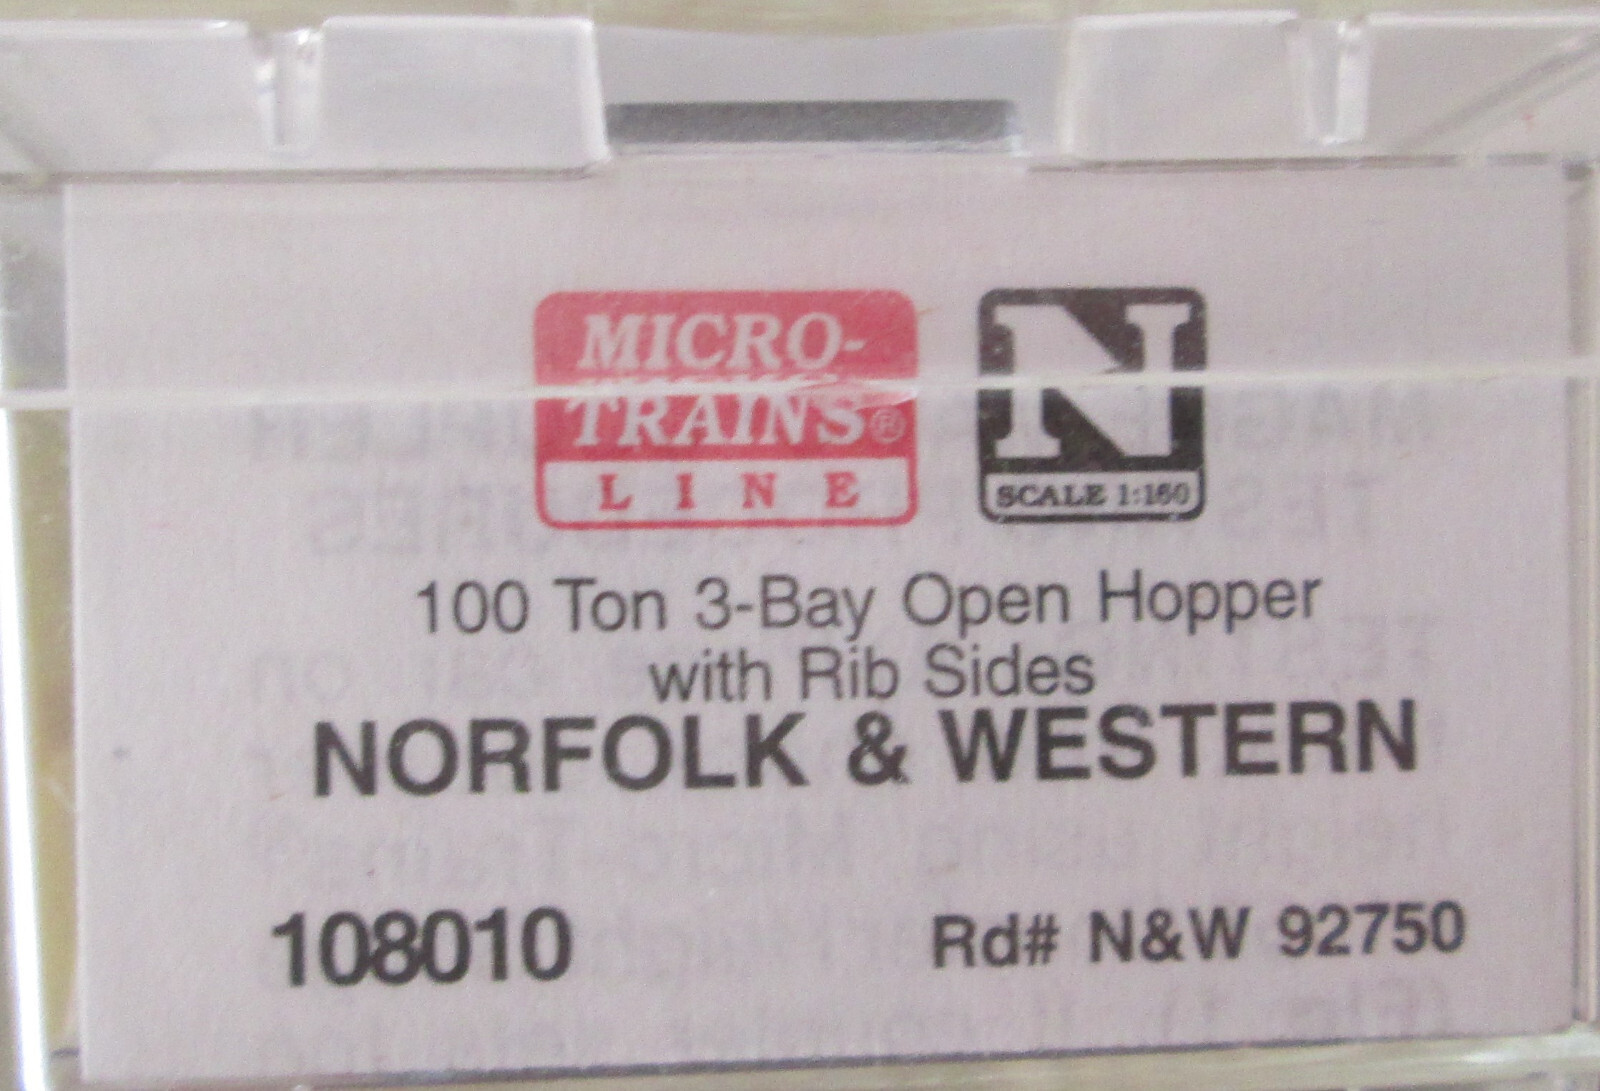 MICRO-
TRAINS®
LINE
N
SCALE 1:160
100 Ton 3-Bay Open Hopper
with Rib Sides
NORFOLK & WESTERN
108010
Rd# N&W 92750